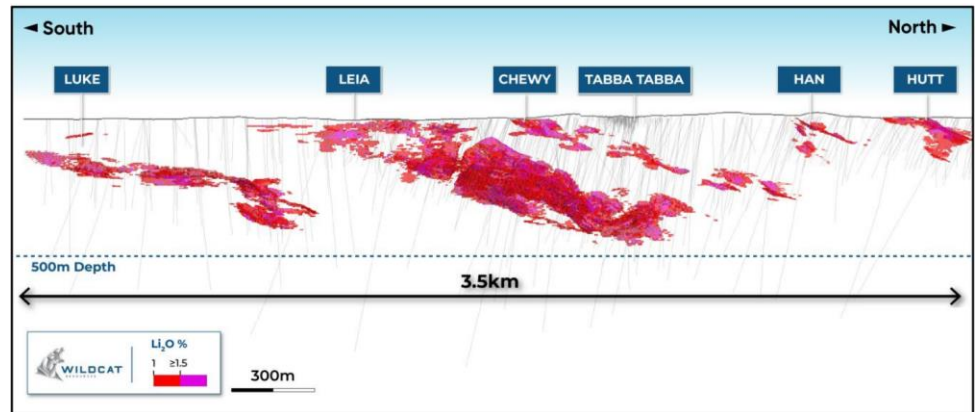 ◄ South
North ►
LUKE
LEIA
CHEWY
TABBA TABBA
HAN
HUTT
500m Depth
3.5km
WILDCAT
RESOURCES
Li₂O %
1 ≥1.5
300m